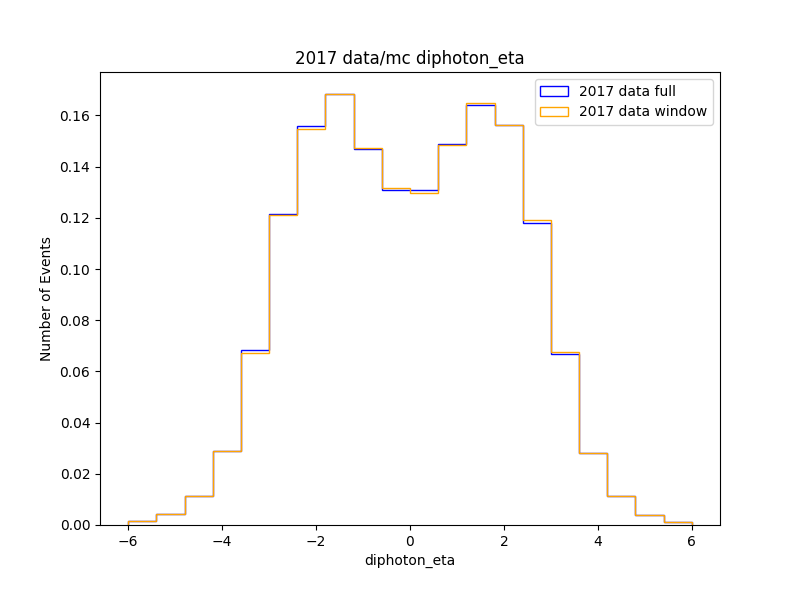 2017 data/mc diphoton_eta
2017 data full
2017 data window
Number of Events
0.16
0.14
0.12
0.10
0.08
0.06
0.04
0.02
0.00
−6 −4 −2 0 2 4 6
diphoton_eta